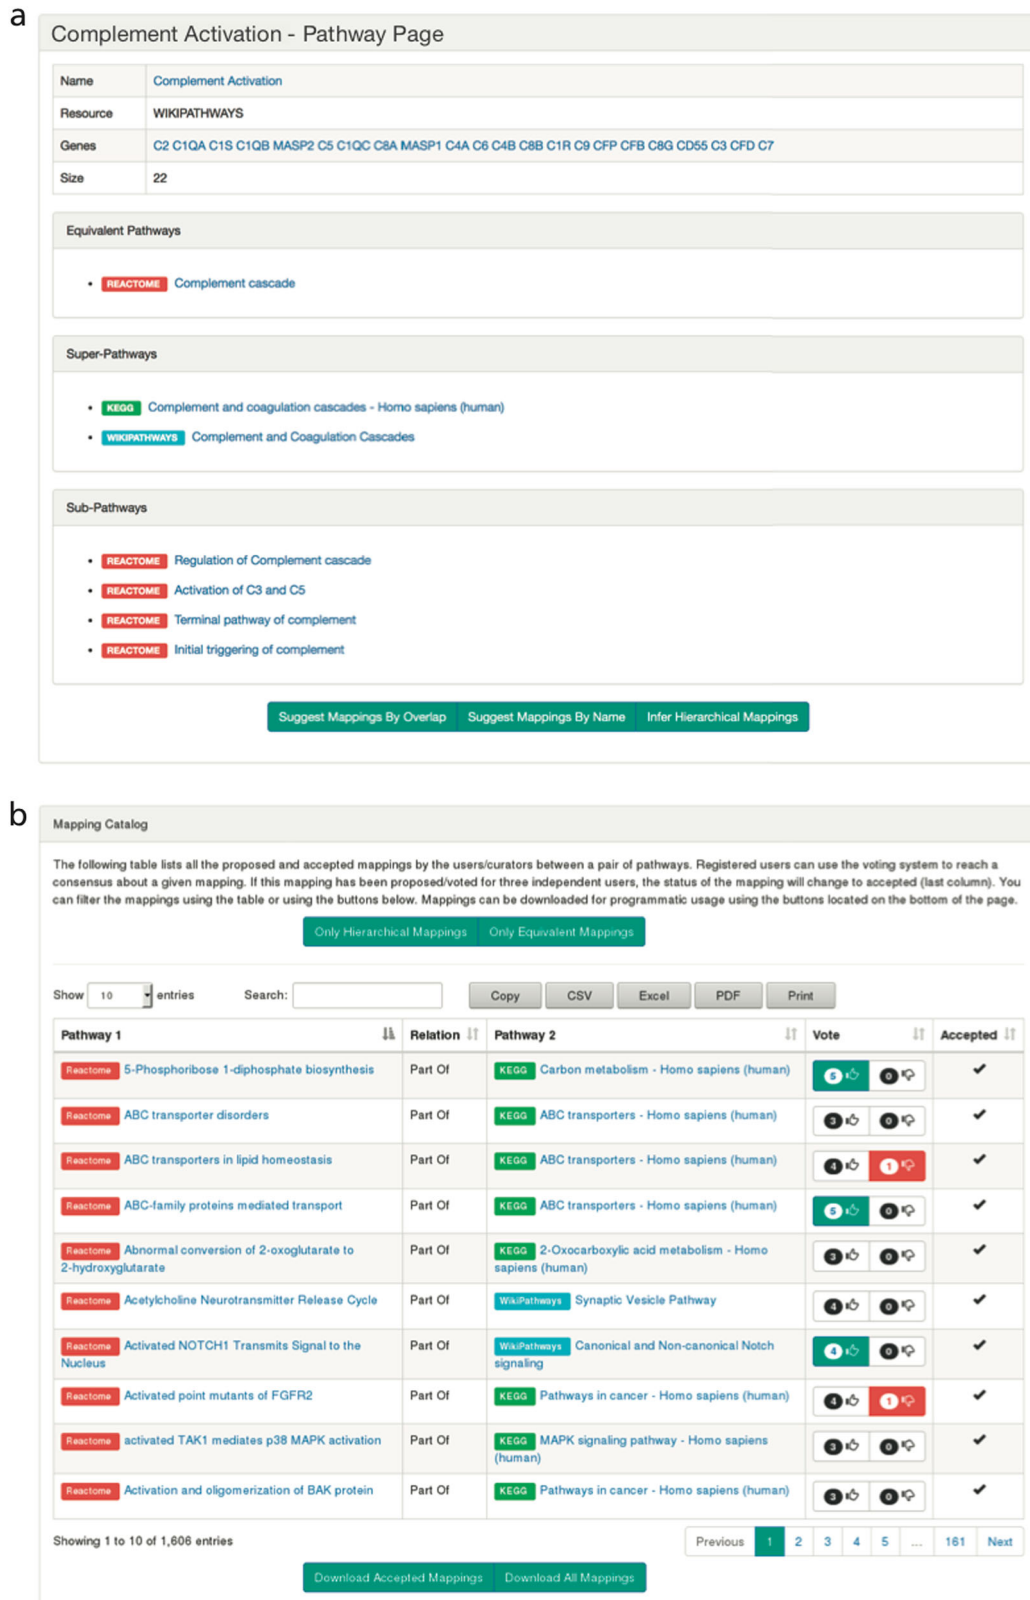 a
Complement Activation - Pathway Page
Name Complement Activation
Resource WIKIPATHWAYS
Genes C2 C1QA C1S C1QB MASP2 C5 C1QC C8A MASP1 C4A C6 C4B C8B C1R C9 CFP CFB C8G CD55 C3 CFD C7
Size 22
Equivalent Pathways
• REACTOME Complement cascade
Super-Pathways
• KEGG Complement and coagulation cascades - Homo sapiens (human)
• WIKIPATHWAYS Complement and Coagulation Cascades
Sub-Pathways
• REACTOME Regulation of Complement cascade
• REACTOME Activation of C3 and C5
• REACTOME Terminal pathway of complement
• REACTOME Initial triggering of complement
Suggest Mappings By Overlap Suggest Mappings By Name Infer Hierarchical Mappings
b
Mapping Catalog
The following table lists all the proposed and accepted mappings by the users/curators between a pair of pathways. Registered users can use the voting system to reach a
consensus about a given mapping. If this mapping has been proposed/voted for three independent users, the status of the mapping will change to accepted (last column). You
can filter the mappings using the table or using the buttons below. Mappings can be downloaded for programmatic usage using the buttons located on the bottom of the page.
Only Hierarchical Mappings Only Equivalent Mappings
Show 10 entries Search: Copy CSV Excel PDF Print
Pathway 1 Relation Pathway 2 Vote Accepted
Reactome 5-Phosphoribose 1-diphosphate biosynthesis Part Of KEGG Carbon metabolism - Homo sapiens (human) 5 0 ✔
Reactome ABC transporter disorders Part Of KEGG ABC transporters - Homo sapiens (human) 3 0 ✔
Reactome ABC transporters in lipid homeostasis Part Of KEGG ABC transporters - Homo sapiens (human) 4 1 ✔
Reactome ABC-family proteins mediated transport Part Of KEGG ABC transporters - Homo sapiens (human) 5 0 ✔
Reactome Abnormal conversion of 2-oxoglutarate to Part Of KEGG 2-Oxocarboxylic acid metabolism - Homo 3 0 ✔
2-hydroxyglutarate sapiens (human)
Reactome Acetylcholine Neurotransmitter Release Cycle Part Of WikiPathways Synaptic Vesicle Pathway 4 0 ✔
Reactome Activated NOTCH1 Transmits Signal to the Part Of WikiPathways Canonical and Non-canonical Notch 4 0 ✔
Nucleus signaling
Reactome Activated point mutants of FGFR2 Part Of KEGG Pathways in cancer - Homo sapiens (human) 4 1 ✔
Reactome activated TAK1 mediates p38 MAPK activation Part Of KEGG MAPK signaling pathway - Homo sapiens 3 0 ✔
(human)
Reactome Activation and oligomerization of BAK protein Part Of KEGG Pathways in cancer - Homo sapiens (human) 3 0 ✔
Showing 1 to 10 of 1,606 entries Previous 1 2 3 4 5 ... 161 Next
Download Accepted Mappings Download All Mappings